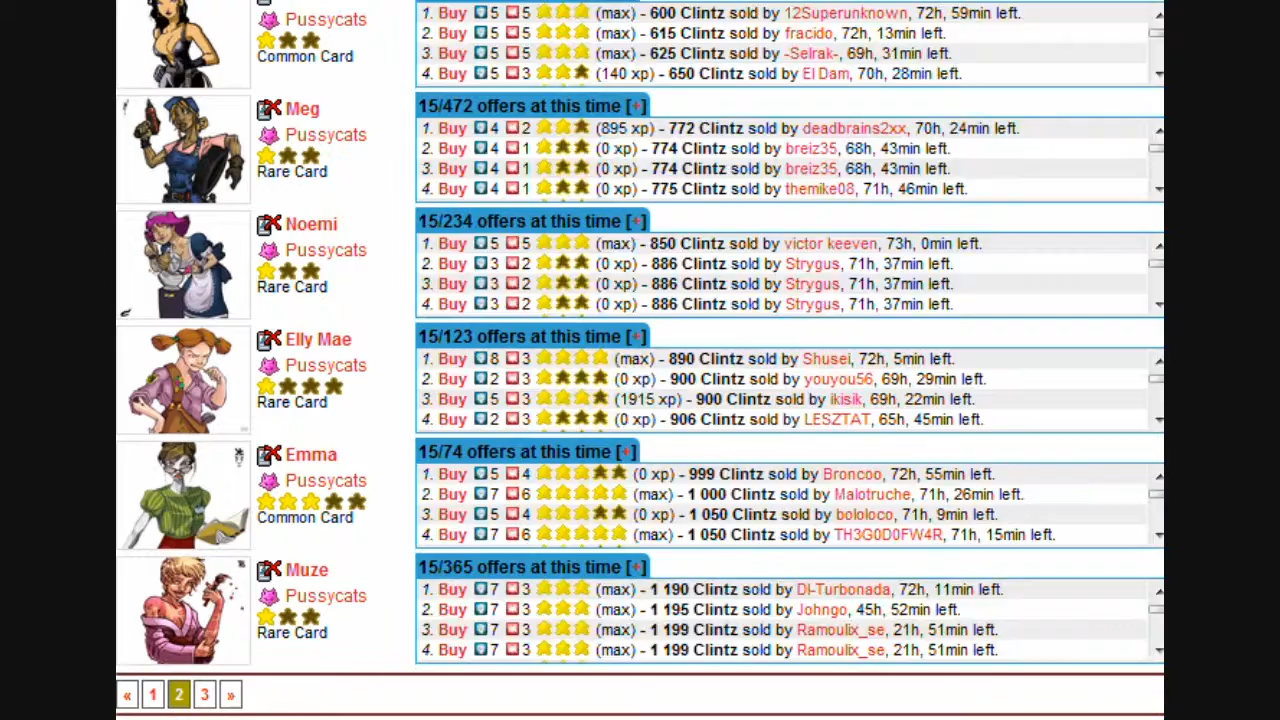 Pussycats
Common Card
1. Buy 5 5 (max) - 600 Clintz sold by 12Superunknown, 72h, 59min left.
2. Buy 5 5 (max) - 615 Clintz sold by fracido, 72h, 13min left.
3. Buy 5 5 (max) - 625 Clintz sold by -Selrak-, 69h, 31min left.
4. Buy 5 3 (140 xp) - 650 Clintz sold by El Dam, 70h, 28min left.
Meg
Pussycats
Rare Card
15/472 offers at this time [+]
1. Buy 4 2 (895 xp) - 772 Clintz sold by deadbrains2xx, 70h, 24min left.
2. Buy 4 1 (0 xp) - 774 Clintz sold by breiz35, 68h, 43min left.
3. Buy 4 1 (0 xp) - 774 Clintz sold by breiz35, 68h, 43min left.
4. Buy 4 1 (0 xp) - 775 Clintz sold by themike08, 71h, 46min left.
Noemi
Pussycats
Rare Card
15/234 offers at this time [+]
1. Buy 5 5 (max) - 850 Clintz sold by victor keeven, 73h, 0min left.
2. Buy 3 2 (0 xp) - 886 Clintz sold by Strygus, 71h, 37min left.
3. Buy 3 2 (0 xp) - 886 Clintz sold by Strygus, 71h, 37min left.
4. Buy 3 2 (0 xp) - 886 Clintz sold by Strygus, 71h, 37min left.
Elly Mae
Pussycats
Rare Card
15/123 offers at this time [+]
1. Buy 8 3 (max) - 890 Clintz sold by Shusei, 72h, 5min left.
2. Buy 2 3 (0 xp) - 900 Clintz sold by youyou56, 69h, 29min left.
3. Buy 5 3 (1915 xp) - 900 Clintz sold by ikisik, 69h, 22min left.
4. Buy 2 3 (0 xp) - 906 Clintz sold by LESZTAT, 65h, 45min left.
Emma
Pussycats
Common Card
15/74 offers at this time [+]
1. Buy 5 4 (0 xp) - 999 Clintz sold by Broncoo, 72h, 55min left.
2. Buy 7 6 (max) - 1 000 Clintz sold by Malotruche, 71h, 26min left.
3. Buy 5 4 (0 xp) - 1 050 Clintz sold by bololoco, 71h, 9min left.
4. Buy 7 6 (max) - 1 050 Clintz sold by TH3G0D0FW4R, 71h, 15min left.
Muze
Pussycats
Rare Card
15/365 offers at this time [+]
1. Buy 7 3 (max) - 1 190 Clintz sold by DI-Turbonada, 72h, 11min left.
2. Buy 7 3 (max) - 1 195 Clintz sold by Johngo, 45h, 52min left.
3. Buy 7 3 (max) - 1 199 Clintz sold by Ramoulix_se, 21h, 51min left.
4. Buy 7 3 (max) - 1 199 Clintz sold by Ramoulix_se, 21h, 51min left.
« 1 2 3 »